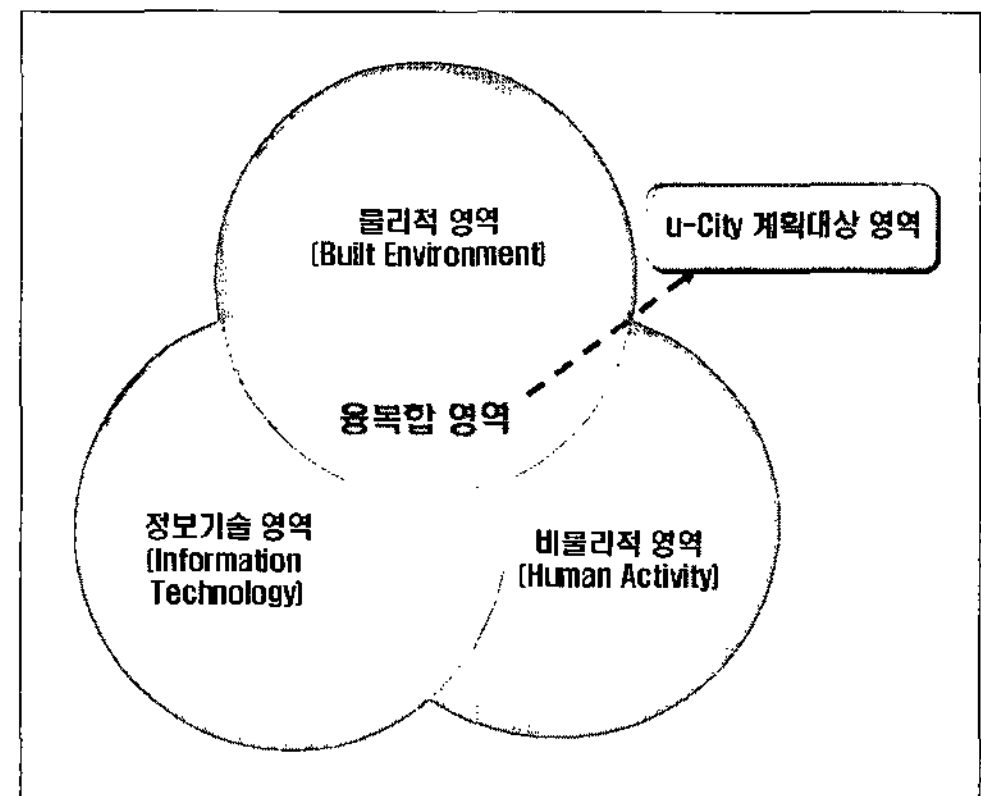 물리적 영역
(Built Environment)
u-City 계획대상 영역
융복합 영역
정보기술 영역
(Information
Technology)
비물리적 영역
(Human Activity)